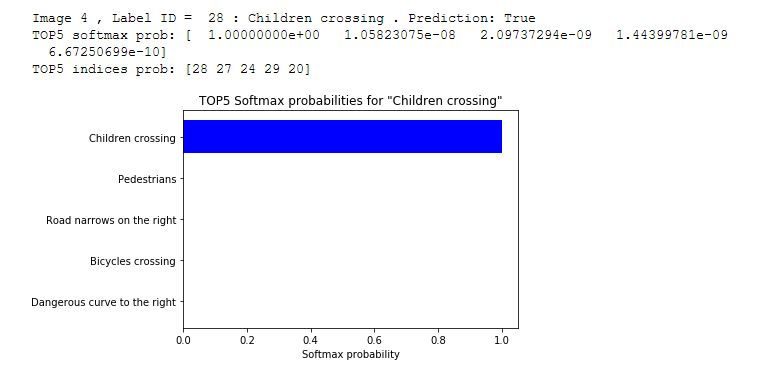 Image 4 , Label ID =  28 : Children crossing . Prediction: True
TOP5 softmax prob: [  1.00000000e+00   1.05823075e-08   2.09737294e-09   1.44399781e-09
6.67250699e-10]
TOP5 indices prob: [28 27 24 29 20]
TOP5 Softmax probabilities for "Children crossing"
Children crossing
Pedestrians
Road narrows on the right
Bicycles crossing
Dangerous curve to the right
0.0 0.2 0.4 0.6 0.8 1.0
Softmax probability